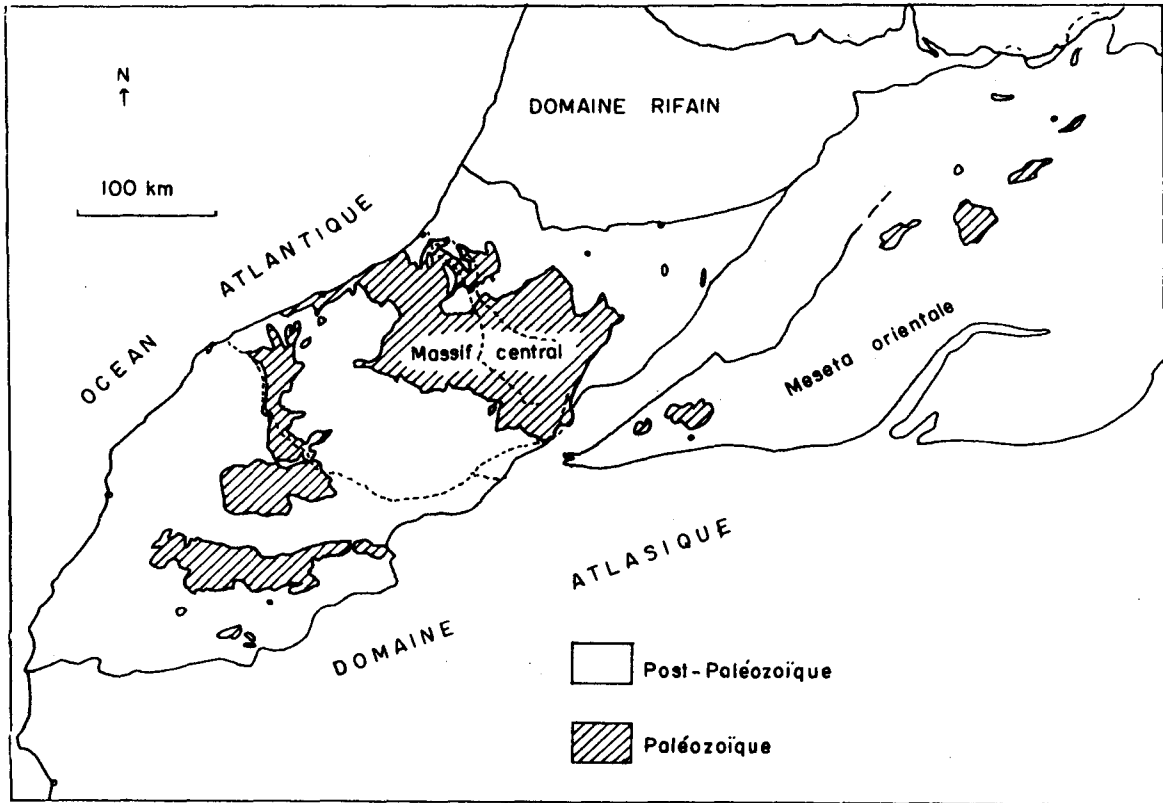 N
DOMAINE RIFAIN
100 km
OCEAN ATLANTIQUE
Massif central
Meseta orientale
DOMAINE ATLASIQUE
Post-Paléozoïque
Paléozoïque